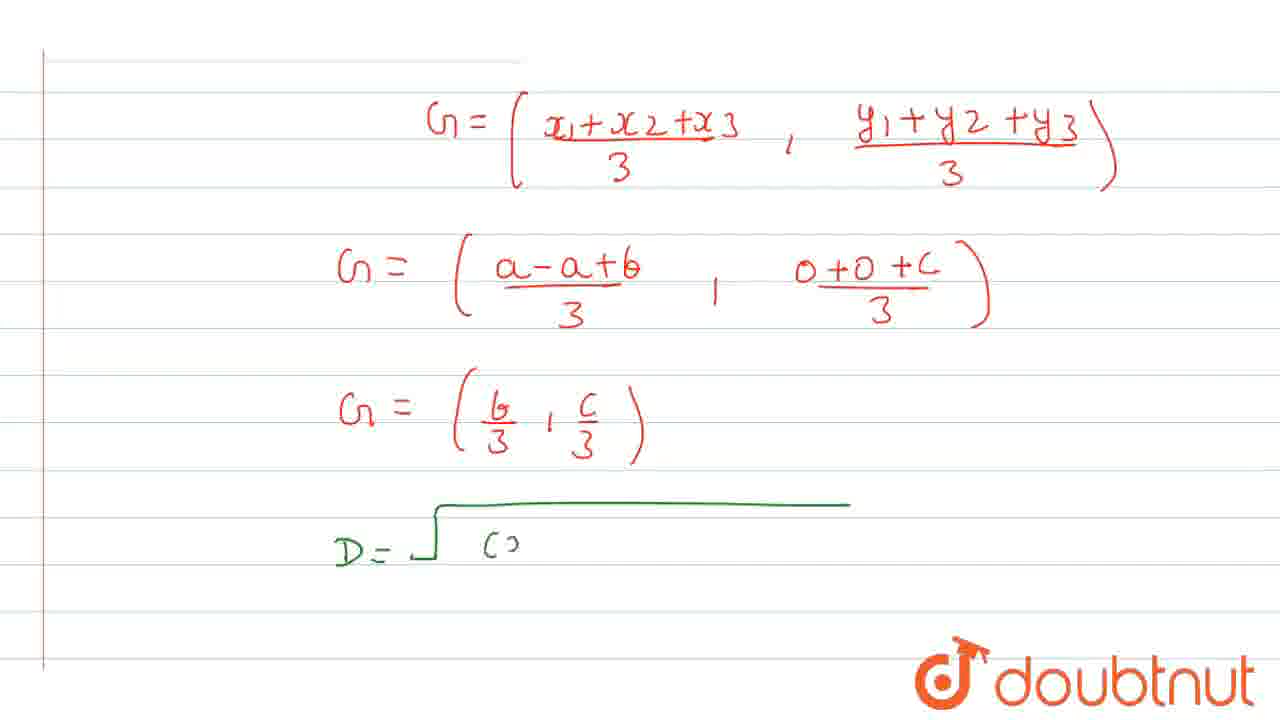 G = ( x1 + x2 + x3 / 3 , y1 + y2 + y3 / 3 )
G = ( a - a + b / 3 , 0 + 0 + c / 3 )
G = ( b / 3 , c / 3 )
D = √ (
doubtnut